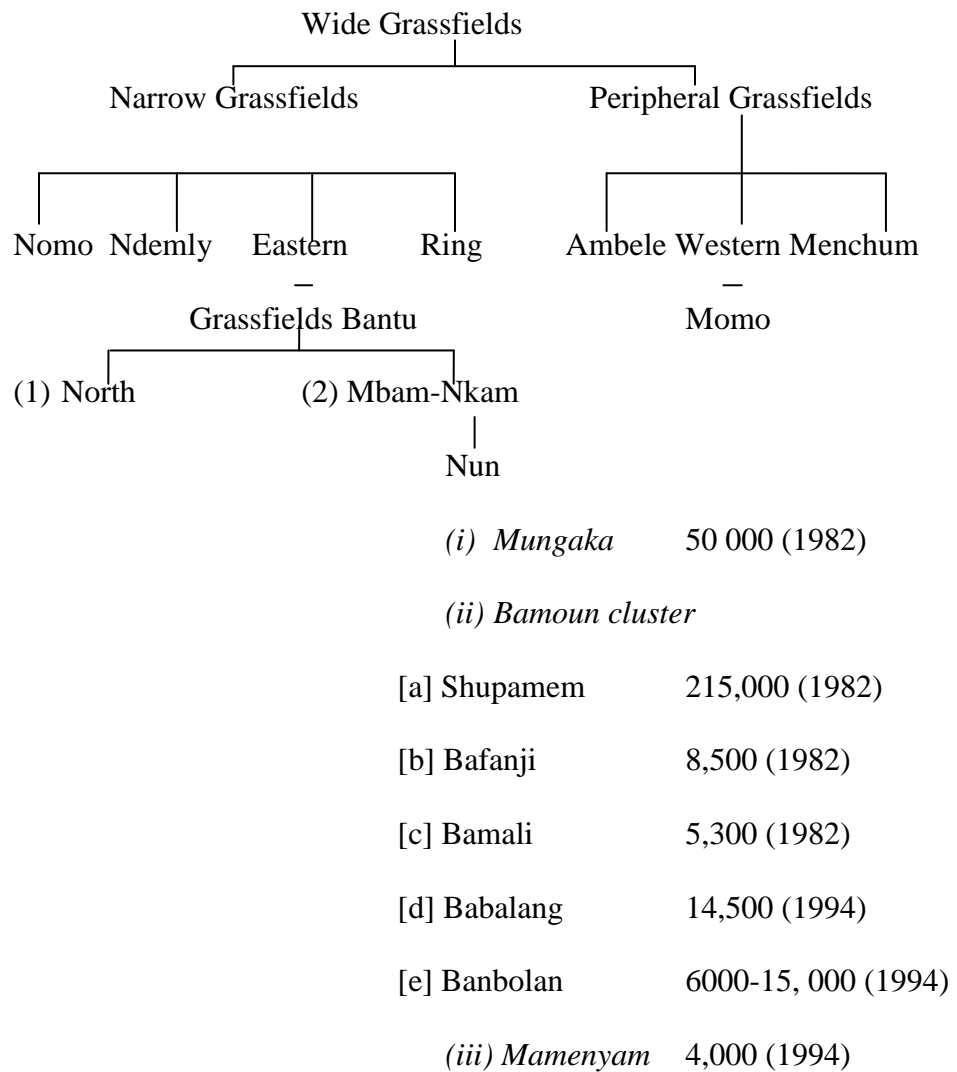 Wide Grassfields
Narrow Grassfields Peripheral Grassfields
Nomo Ndemly Eastern Ring Ambele Western Menchum
Grassfields Bantu Momo
(1) North (2) Mbam-Nkam
Nun
(i) Mungaka 50 000 (1982)
(ii) Bamoun cluster
[a] Shupamem 215,000 (1982)
[b] Bafanji 8,500 (1982)
[c] Bamali 5,300 (1982)
[d] Babalang 14,500 (1994)
[e] Banbolan 6000-15, 000 (1994)
(iii) Mamenyam 4,000 (1994)